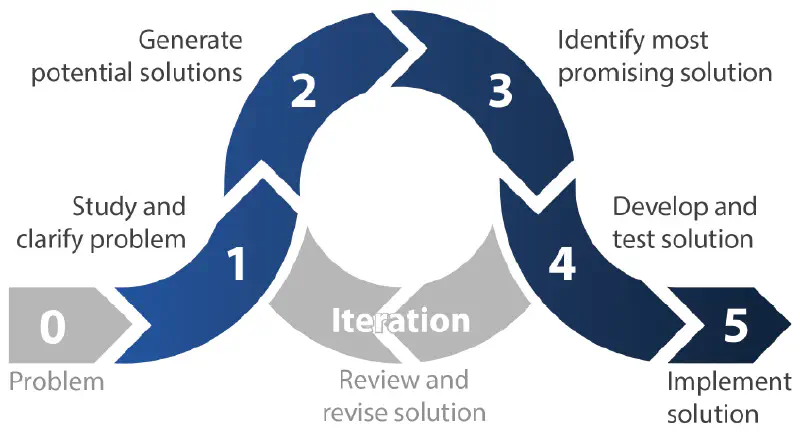 0
Problem
Study and
clarify problem
1
Generate
potential solutions
2
3
Identify most
promising solution
4
Develop and
test solution
5
Implement
solution
Iteration
Review and
revise solution